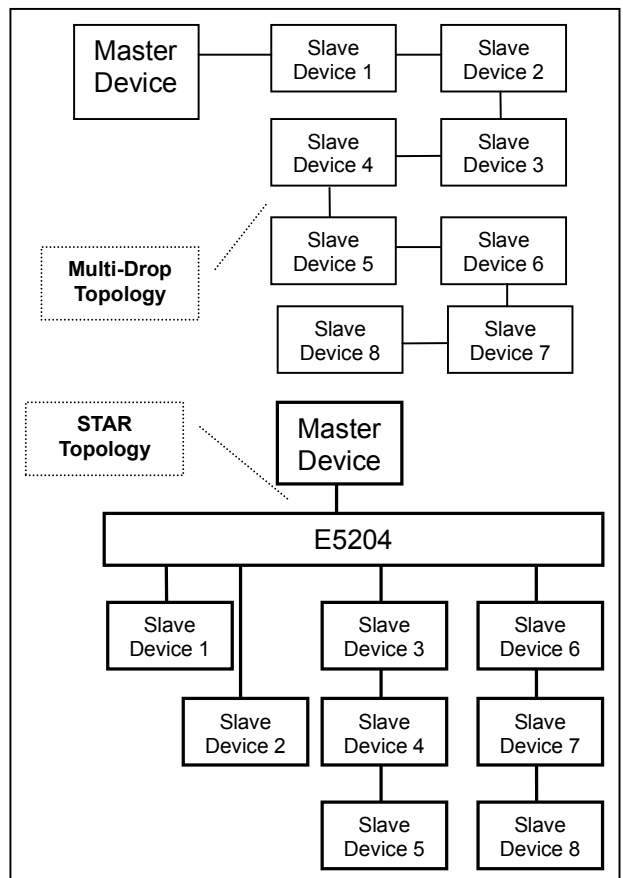 Master
Device
Slave
Device 1
Slave
Device 2
Slave
Device 4
Slave
Device 3
Multi-Drop
Topology
Slave
Device 5
Slave
Device 6
Slave
Device 8
Slave
Device 7
STAR
Topology
Master
Device
E5204
Slave
Device 1
Slave
Device 3
Slave
Device 6
Slave
Device 2
Slave
Device 4
Slave
Device 7
Slave
Device 5
Slave
Device 8